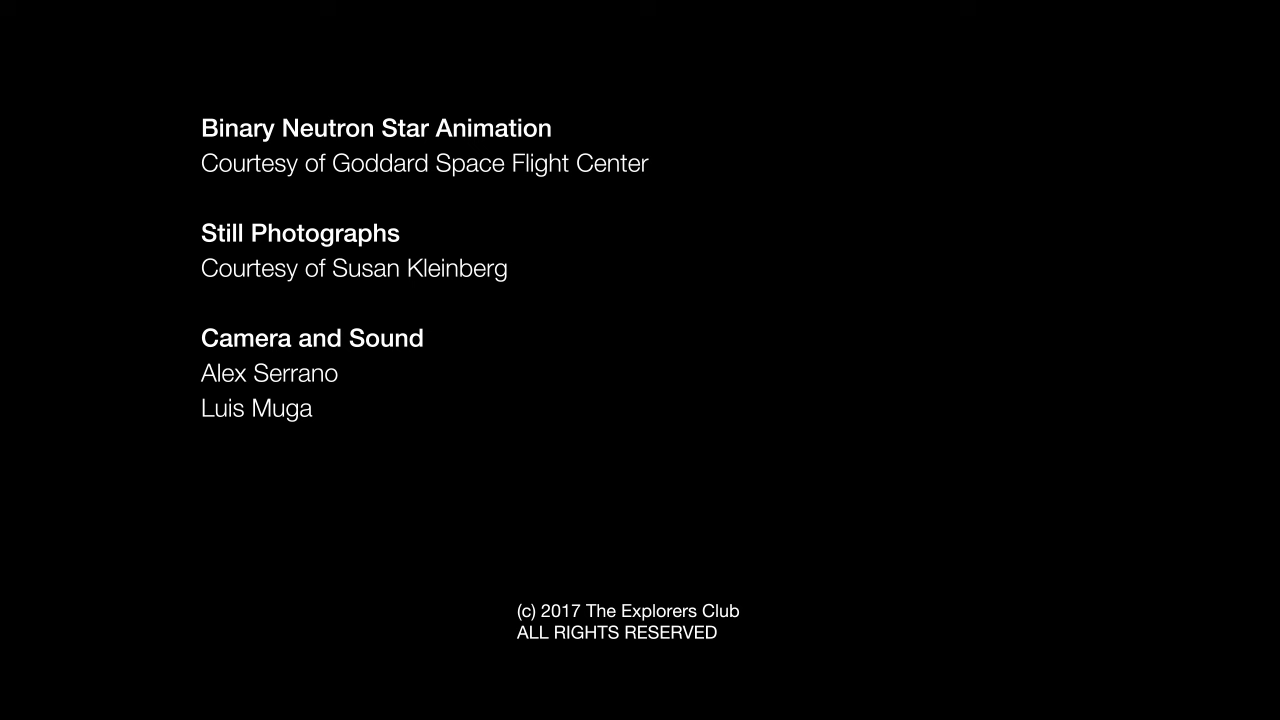 Binary Neutron Star Animation
Courtesy of Goddard Space Flight Center
Still Photographs
Courtesy of Susan Kleinberg
Camera and Sound
Alex Serrano
Luis Muga
(c) 2017 The Explorers Club
ALL RIGHTS RESERVED